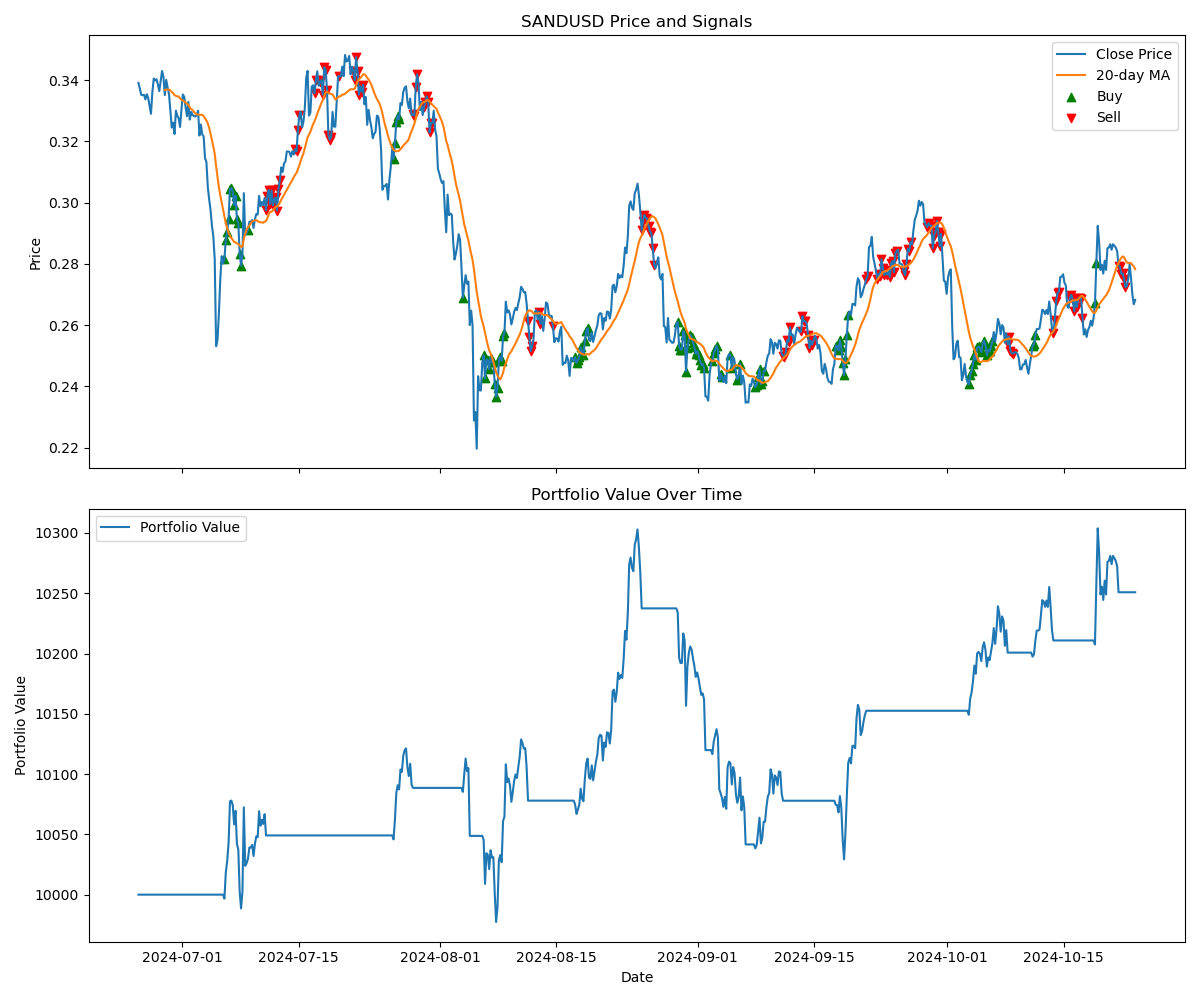 SANDUSD Price and Signals
Price
0.34
0.32
0.30
0.28
0.26
0.24
0.22
Close Price
20-day MA
Buy
Sell
Portfolio Value Over Time
Portfolio Value
Portfolio Value
10300
10250
10200
10150
10100
10050
10000
2024-07-01 2024-07-15 2024-08-01 2024-08-15 2024-09-01 2024-09-15 2024-10-01 2024-10-15
Date